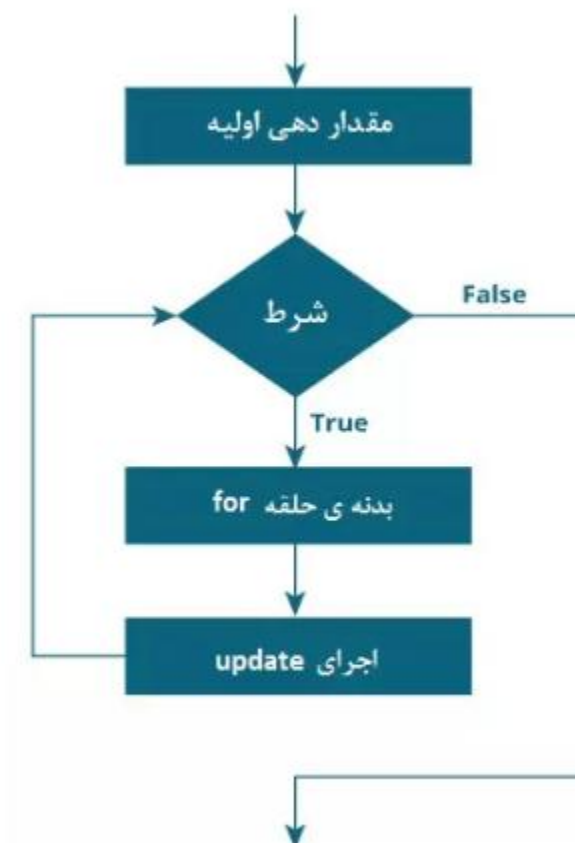 مقدار دهی اولیه
شرط
False
True
بدنه ی حلقه for
اجرای update